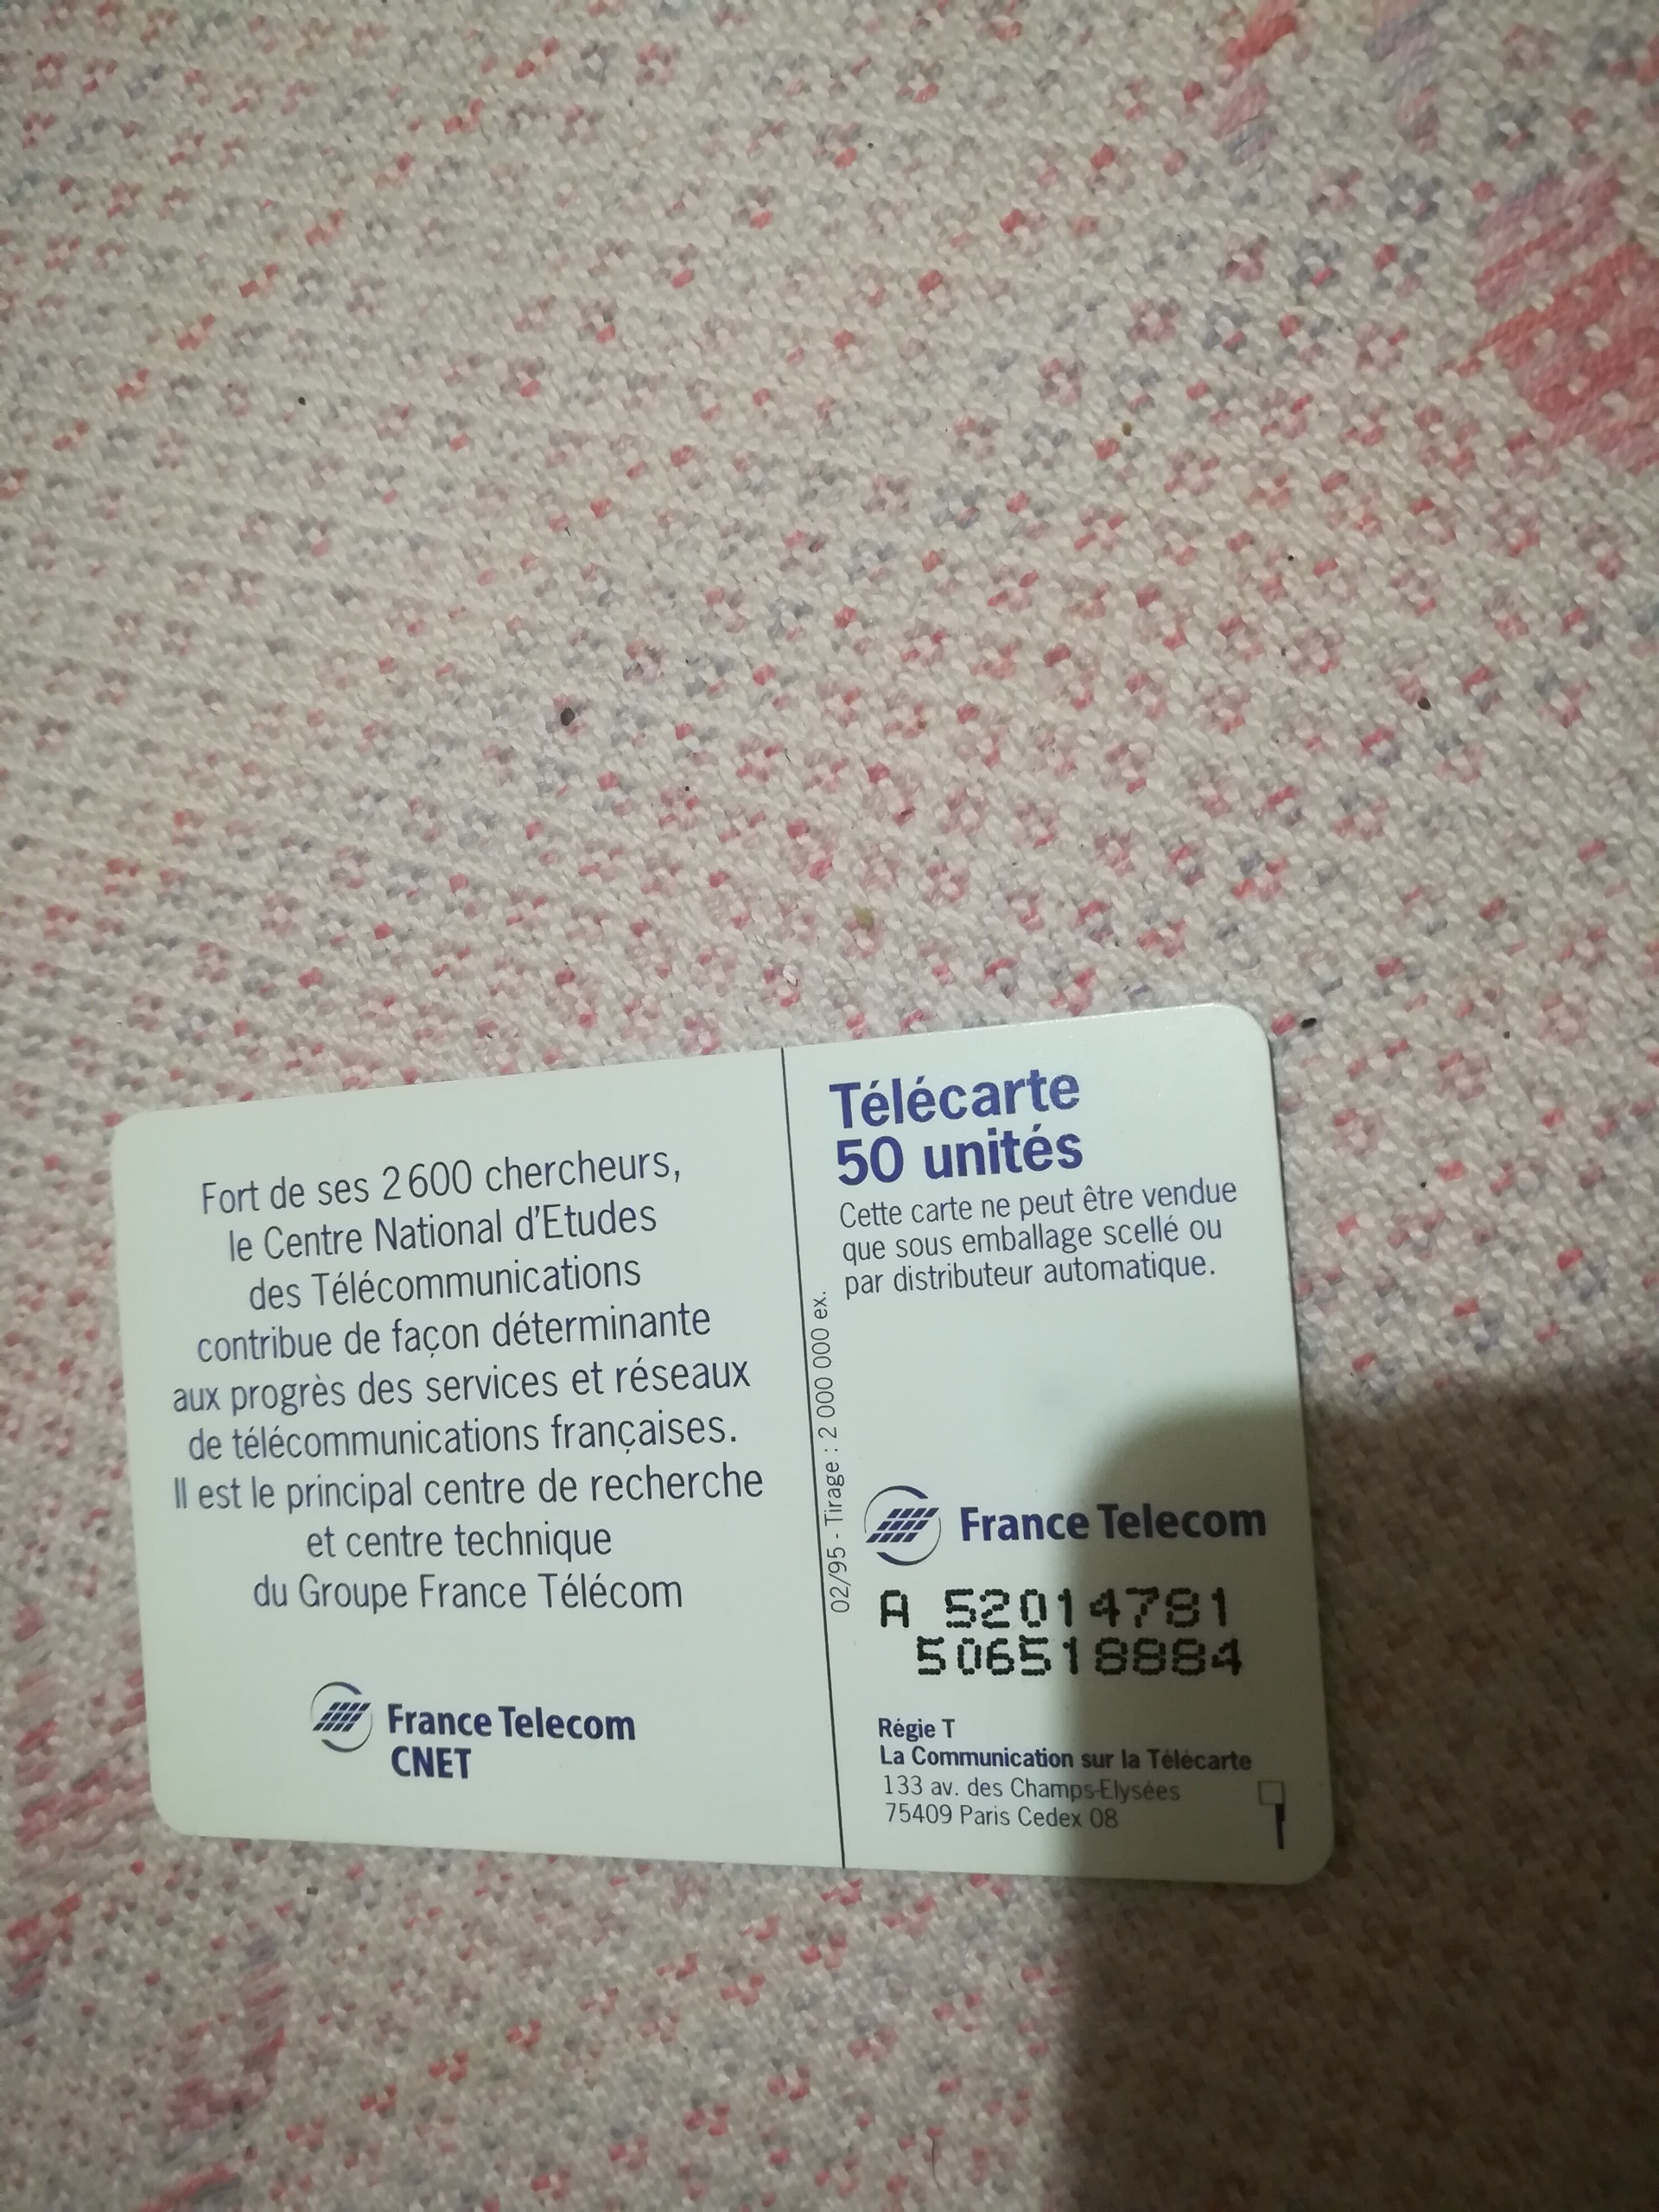 Fort de ses 2600 chercheurs,
le Centre National d'Etudes
des Télécommunications
contribue de façon déterminante
aux progrès des services et réseaux
de télécommunications françaises.
Il est le principal centre de recherche
et centre technique
du Groupe France Télécom
France Telecom
CNET
02/95 - Tirage : 2 000 000 ex.
Télécarte
50 unités
Cette carte ne peut être vendue
que sous emballage scellé ou
par distributeur automatique.
France Telecom
A 52014781
506518884
Régie T
La Communication sur la Télécarte
133 av. des Champs-Elysées
75409 Paris Cedex 08